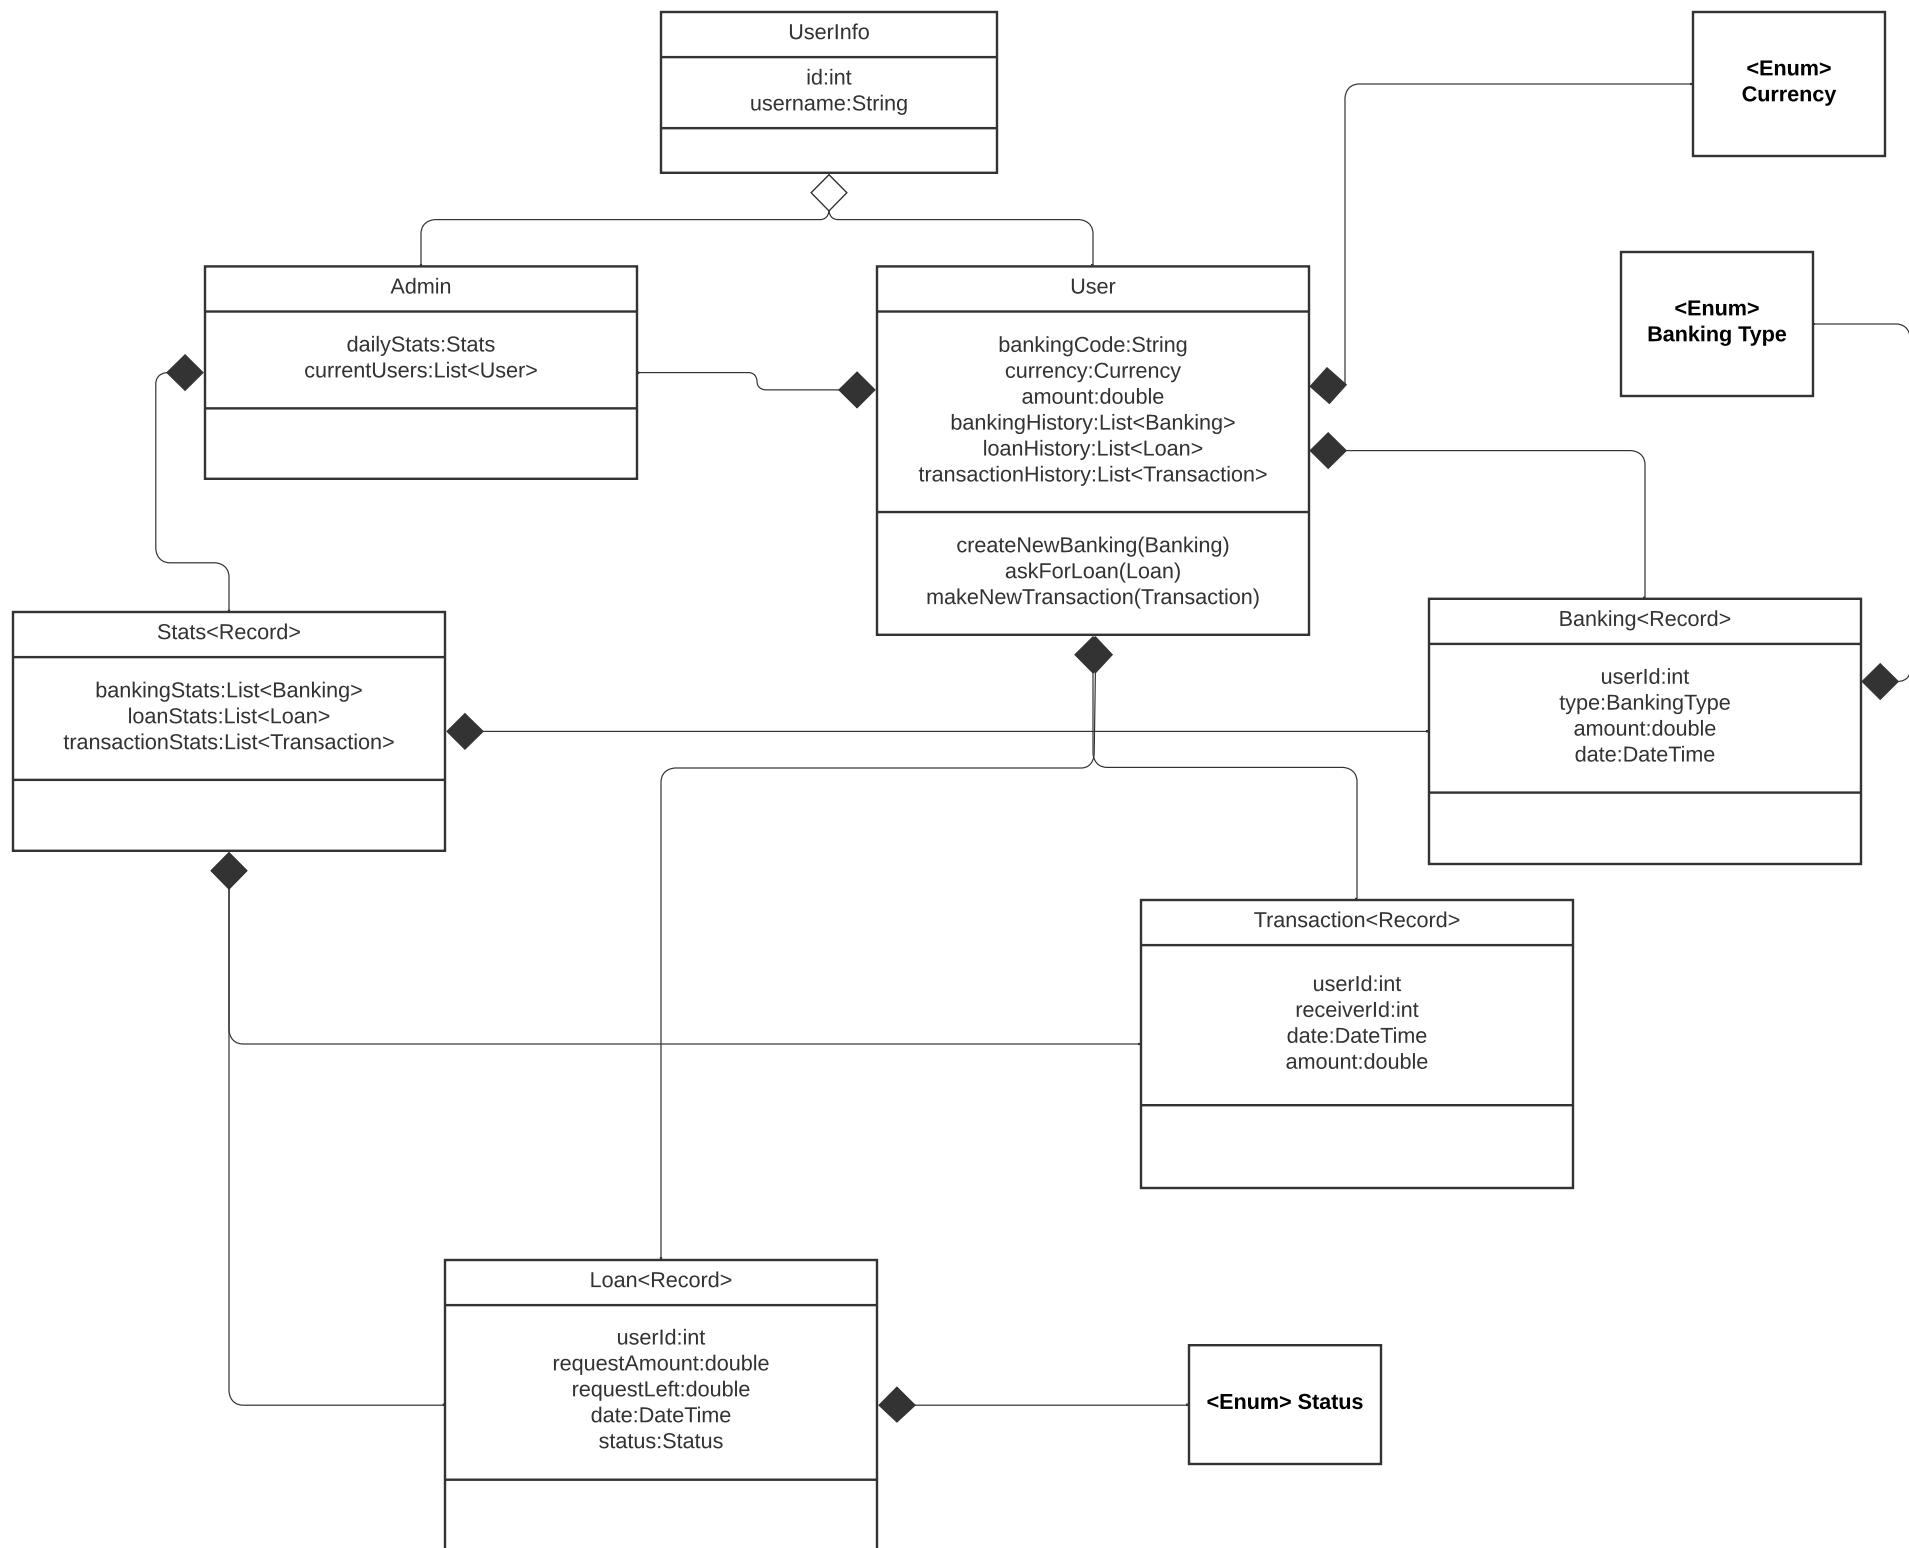 UserInfo
id:int
username:String
<Enum>
Currency
Admin
dailyStats:Stats
currentUsers:List<User>
User
bankingCode:String
currency:Currency
amount:double
bankingHistory:List<Banking>
loanHistory:List<Loan>
transactionHistory:List<Transaction>
createNewBanking(Banking)
askForLoan(Loan)
makeNewTransaction(Transaction)
<Enum>
Banking Type
Stats<Record>
bankingStats:List<Banking>
loanStats:List<Loan>
transactionStats:List<Transaction>
Banking<Record>
userId:int
type:BankingType
amount:double
date:DateTime
Transaction<Record>
userId:int
receiverId:int
date:DateTime
amount:double
Loan<Record>
userId:int
requestAmount:double
requestLeft:double
date:DateTime
status:Status
<Enum> Status